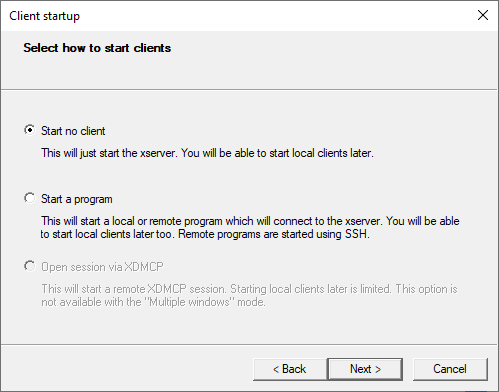 Client startup
Select how to start clients
Start no client
This will just start the xserver. You will be able to start local clients later.
Start a program
This will start a local or remote program which will connect to the xserver. You will be able
to start local clients later too. Remote programs are started using SSH.
Open session via XDMCP
This will start a remote XDMCP session. Starting local clients later is limited. This option is
not available with the "Multiple windows" mode.
< Back
Next >
Cancel